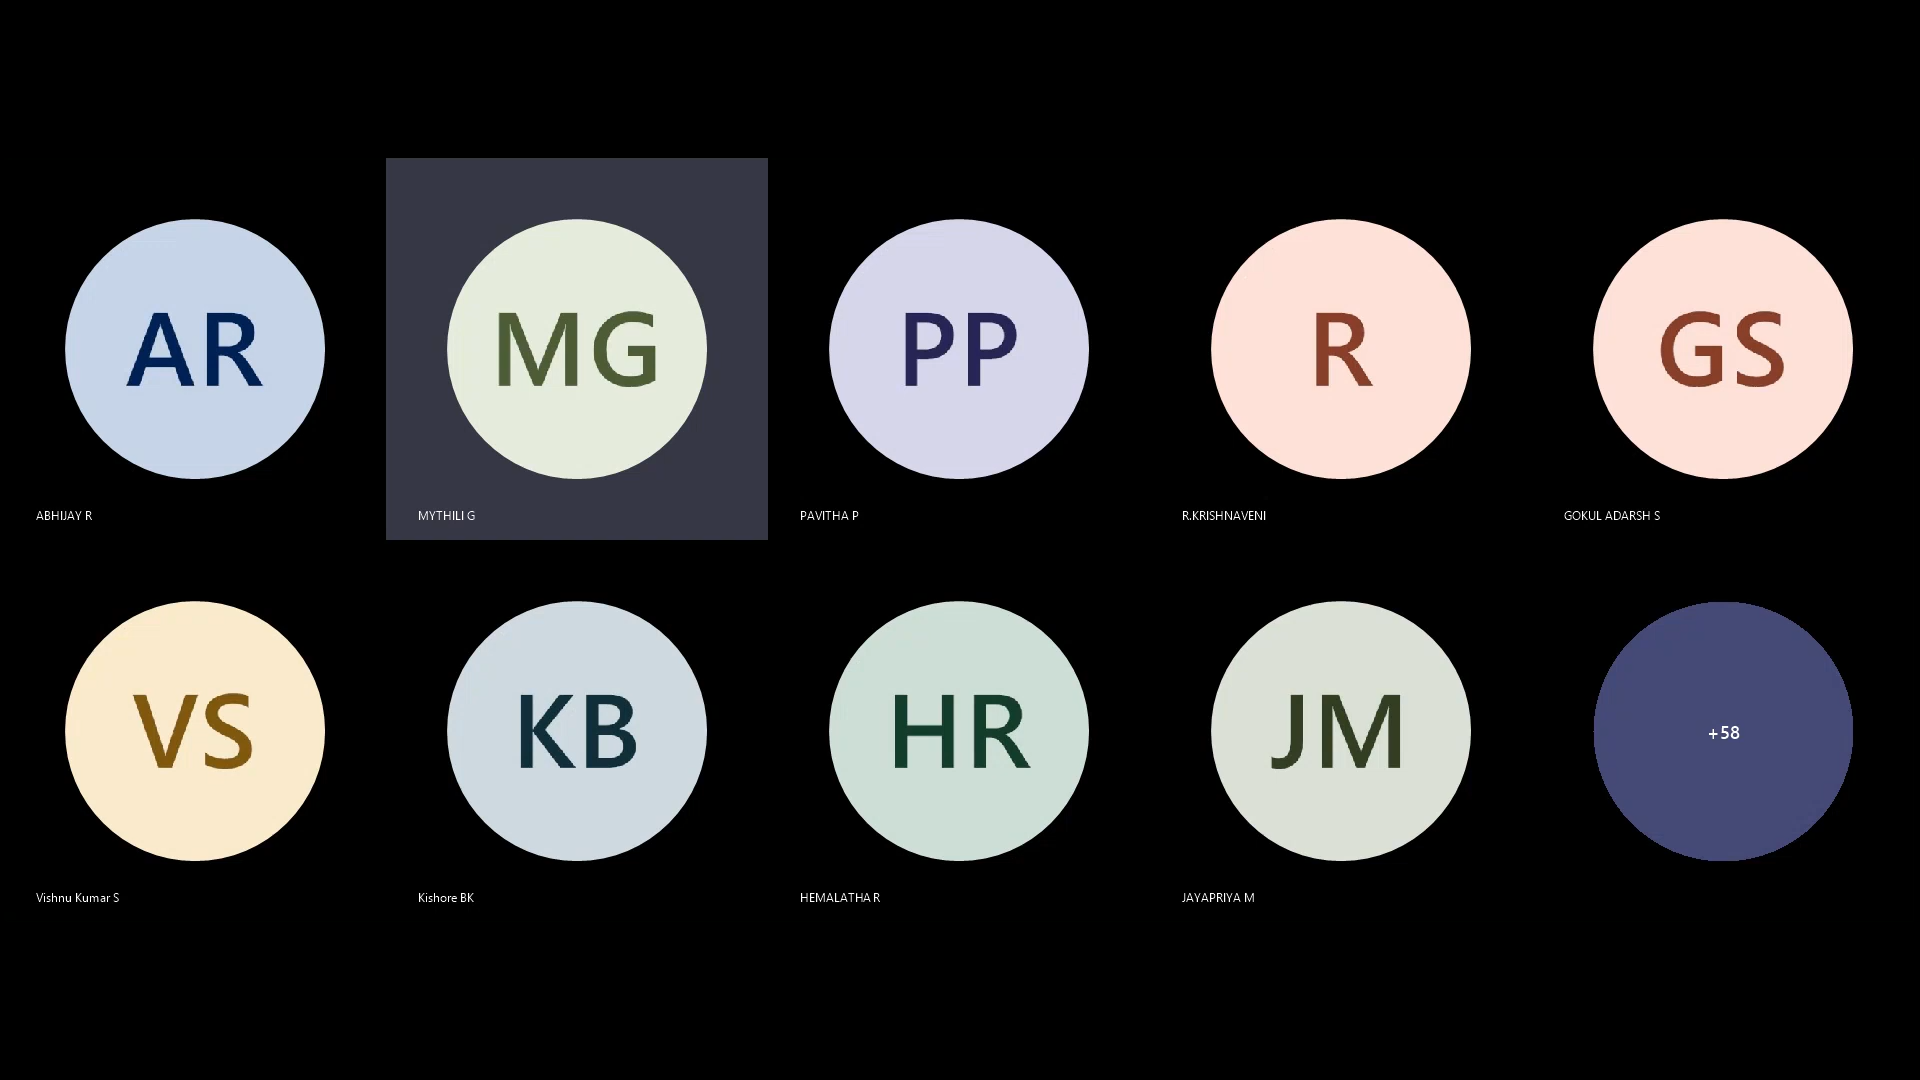 AR
MG
PP
R
GS
ABHIJAY R
MYTHILI G
PAVITHA P
R.KRISHNAVENI
GOKUL ADARSH S
VS
KB
HR
JM
+58
Vishnu Kumar S
Kishore BK
HEMALATHA R
JAYAPRIYA M